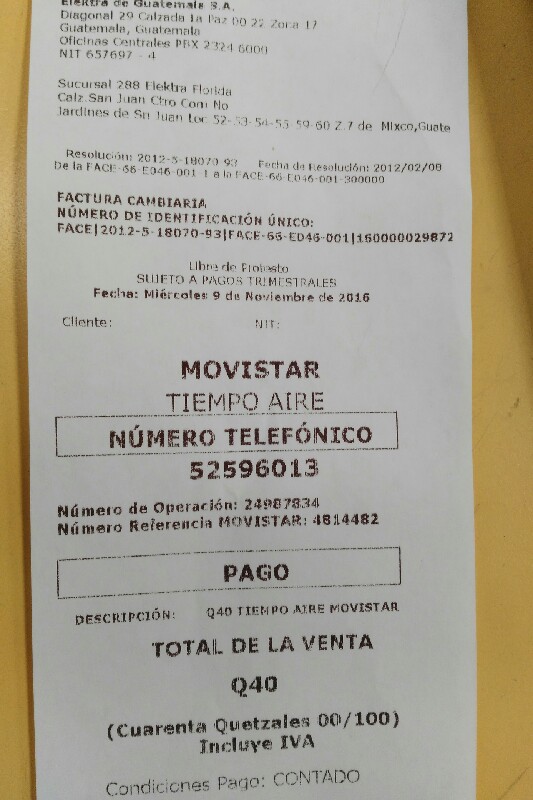 Elektra de Guatemala S.A.
Diagonal 29 Calzada la Paz 00 22 Zona 17
Guatemala, Guatemala
Oficinas Centrales PBX 2324 6000
NIT 657697 - 4
Sucursal 288 Elektra Florida
Calz.San Juan Ctro Com No
Jardines de Sn Juan Loc 52-53-54-55-59-60 Z.7 de Mixco,Guate
Resolución: 2012-5-18070-93 Fecha de Resolución: 2012/02/08
De la FACE-66-E046-001-1 a la FACE-66-E046-001-300000
FACTURA CAMBIARIA
NÚMERO DE IDENTIFICACIÓN ÚNICO:
FACE|2012-5-18070-93|FACE-66-E046-001|160000029872
Libre de Protesto
SUJETO A PAGOS TRIMESTRALES
Fecha: Miércoles 9 de Noviembre de 2016
Cliente: NIT:
MOVISTAR
TIEMPO AIRE
NÚMERO TELEFÓNICO
52596013
Número de Operación: 24987834
Número Referencia MOVISTAR: 4814482
PAGO
DESCRIPCIÓN: Q40 TIEMPO AIRE MOVISTAR
TOTAL DE LA VENTA
Q40
(Cuarenta Quetzales 00/100)
Incluye IVA
Condiciones Pago: CONTADO